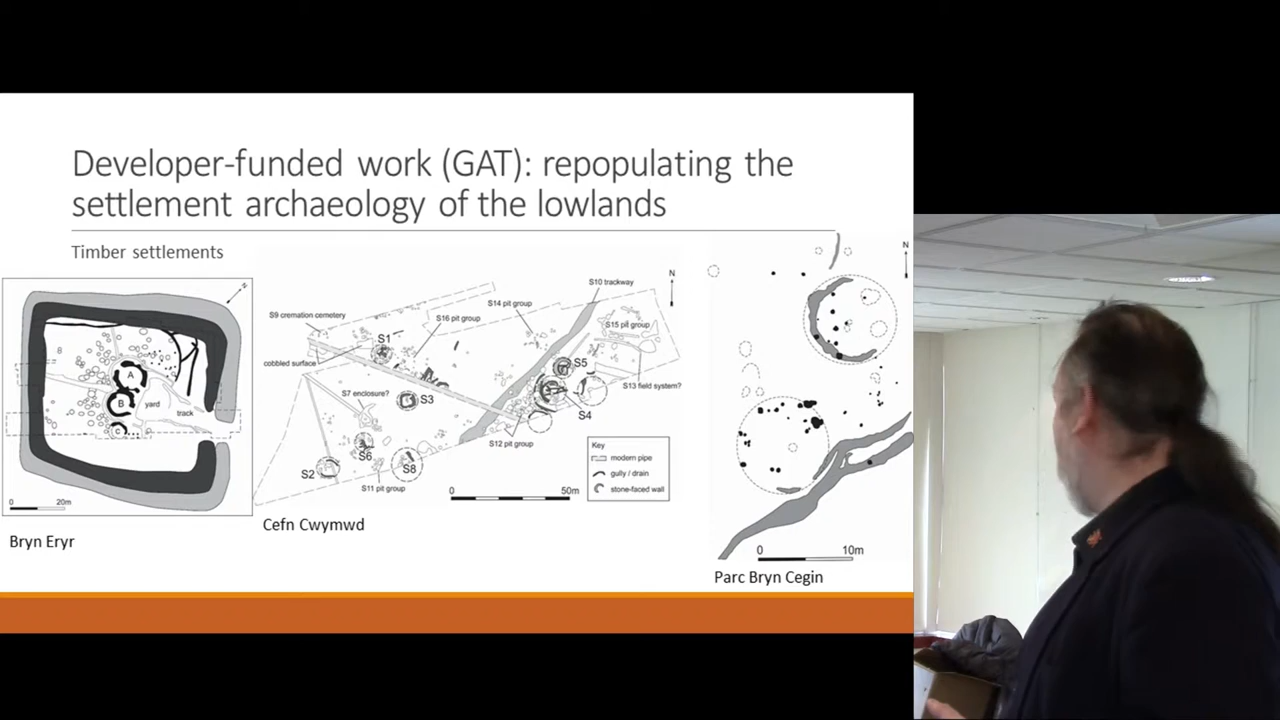 Developer-funded work (GAT): repopulating the
settlement archaeology of the lowlands
Timber settlements
N
A
B
C
yard
track
0 20m
Bryn Eryr
S9 cremation cemetery
cobbled surface
S1
S16 pit group
S14 pit group
S10 trackway
N
S15 pit group
S7 enclosure?
S3
S5
S13 field system?
S4
S12 pit group
S2
S6
S8
S11 pit group
Key
modern pipe
gully / drain
stone-faced wall
0 50m
Cefn Cwymwd
N
0 10m
Parc Bryn Cegin